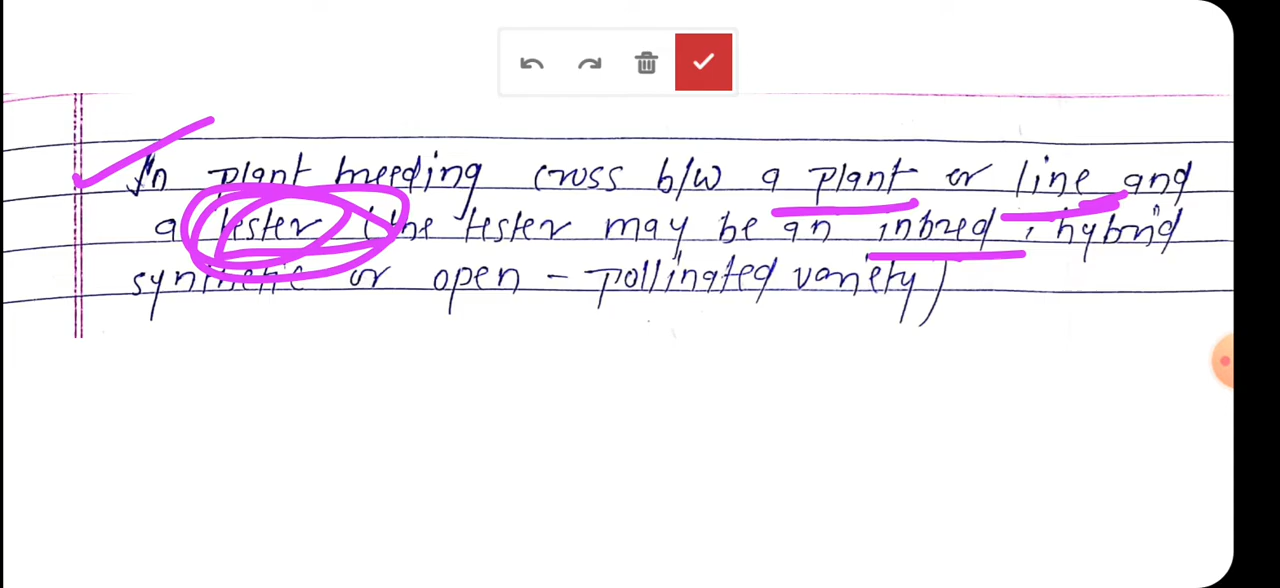 In plant breeding cross b/w a plant or line and
a tester (the tester may be an inbred, hybrid
synthetic or open - pollinated variety)